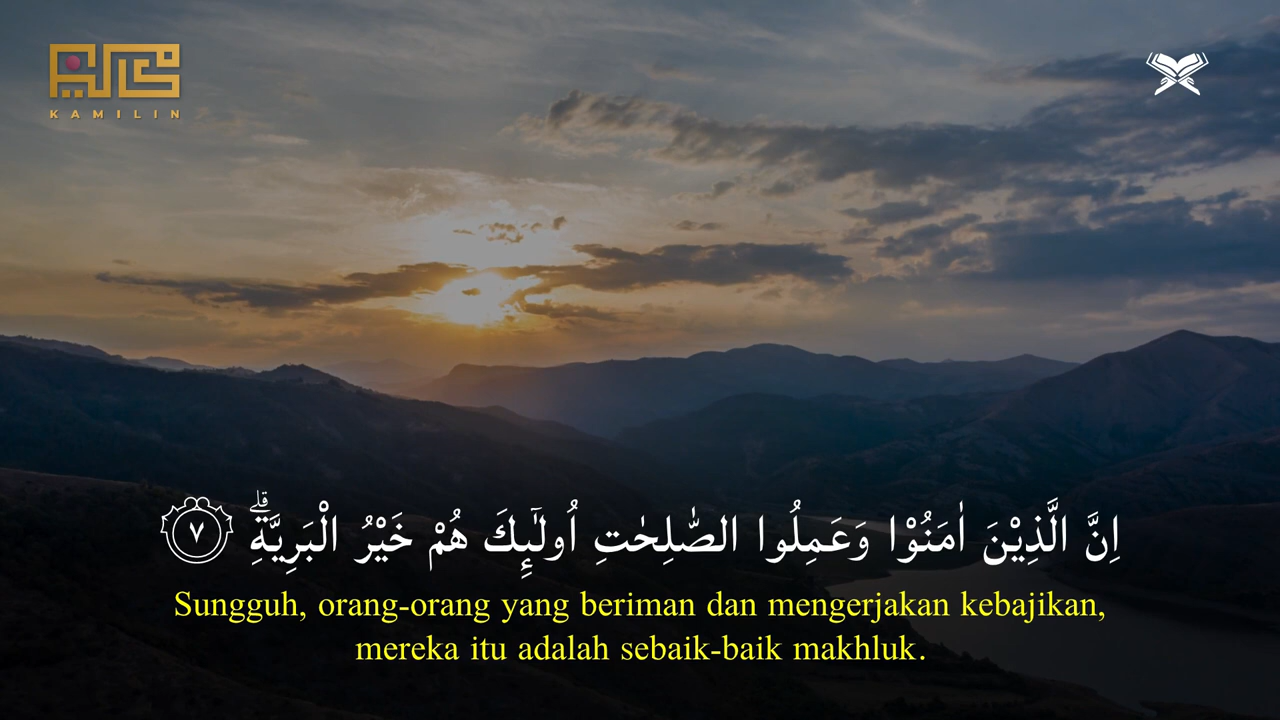 KAMILIN
اِنَّ الَّذِيْنَ اٰمَنُوْا وَعَمِلُوا الصّٰلِحٰتِ اُولٰۤىِٕكَ هُمْ خَيْرُ الْبَرِيَّةِۗ ٧
Sungguh, orang-orang yang beriman dan mengerjakan kebajikan,
mereka itu adalah sebaik-baik makhluk.